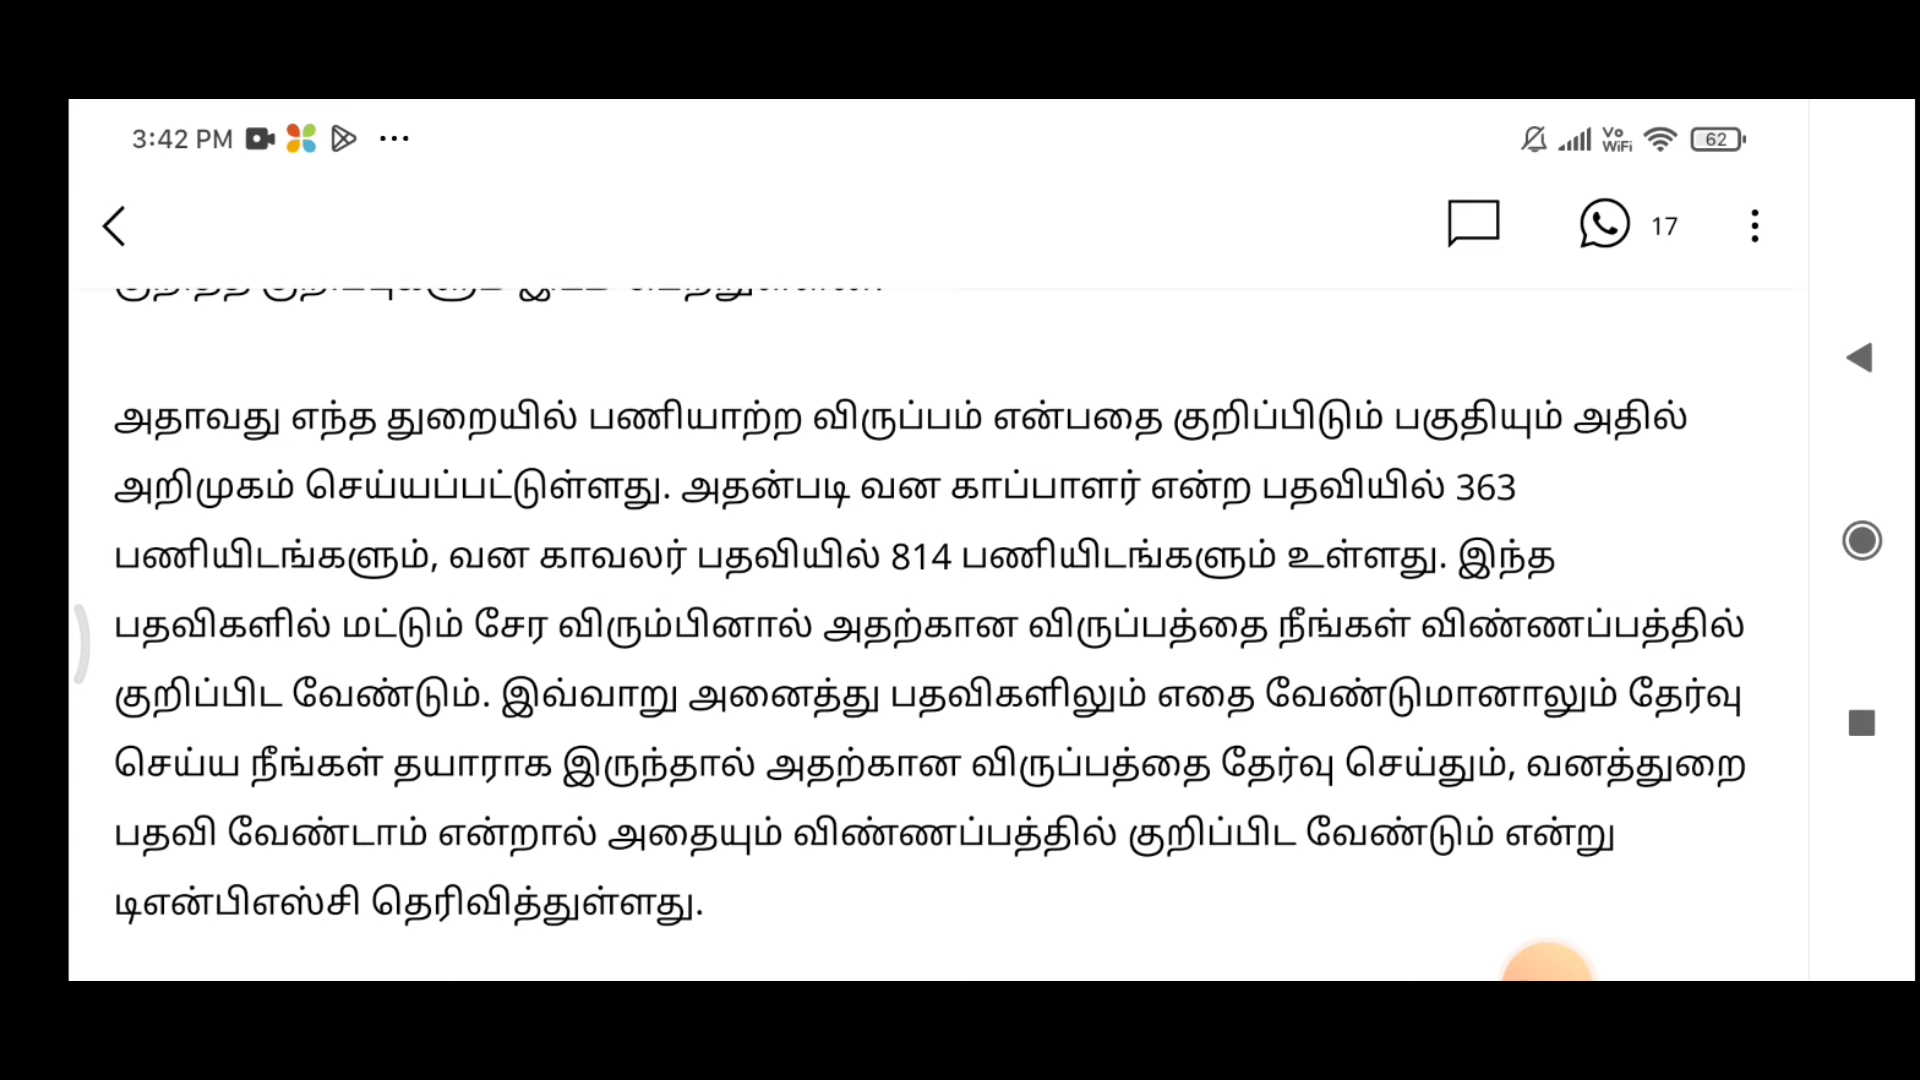 3:42 PM
Vo WiFi 62
17
அதாவது எந்த துறையில் பணியாற்ற விருப்பம் என்பதை குறிப்பிடும் பகுதியும் அதில்
அறிமுகம் செய்யப்பட்டுள்ளது. அதன்படி வன காப்பாளர் என்ற பதவியில் 363
பணியிடங்களும், வன காவலர் பதவியில் 814 பணியிடங்களும் உள்ளது. இந்த
பதவிகளில் மட்டும் சேர விரும்பினால் அதற்கான விருப்பத்தை நீங்கள் விண்ணப்பத்தில்
குறிப்பிட வேண்டும். இவ்வாறு அனைத்து பதவிகளிலும் எதை வேண்டுமானாலும் தேர்வு
செய்ய நீங்கள் தயாராக இருந்தால் அதற்கான விருப்பத்தை தேர்வு செய்தும், வனத்துறை
பதவி வேண்டாம் என்றால் அதையும் விண்ணப்பத்தில் குறிப்பிட வேண்டும் என்று
டிஎன்பிஎஸ்சி தெரிவித்துள்ளது.